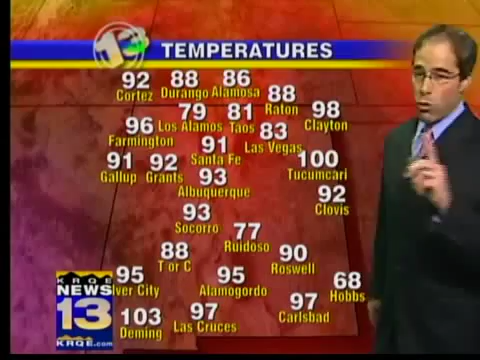 13 TEMPERATURES
92 88 86
Cortez Durango Alamosa
88
Raton
79 81 98
Los Alamos Taos Clayton
96 83
Farmington Las Vegas
91
Santa Fe
91 92 100
Gallup Grants Tucumcari
93
Albuquerque
92
Clovis
93
Socorro
77
Ruidoso
88 90
T or C Roswell
95 95 68
lver City Alamogordo Hobbs
103 97 97
Deming Las Cruces Carlsbad
KRQE
NEWS
13
KRQE.com